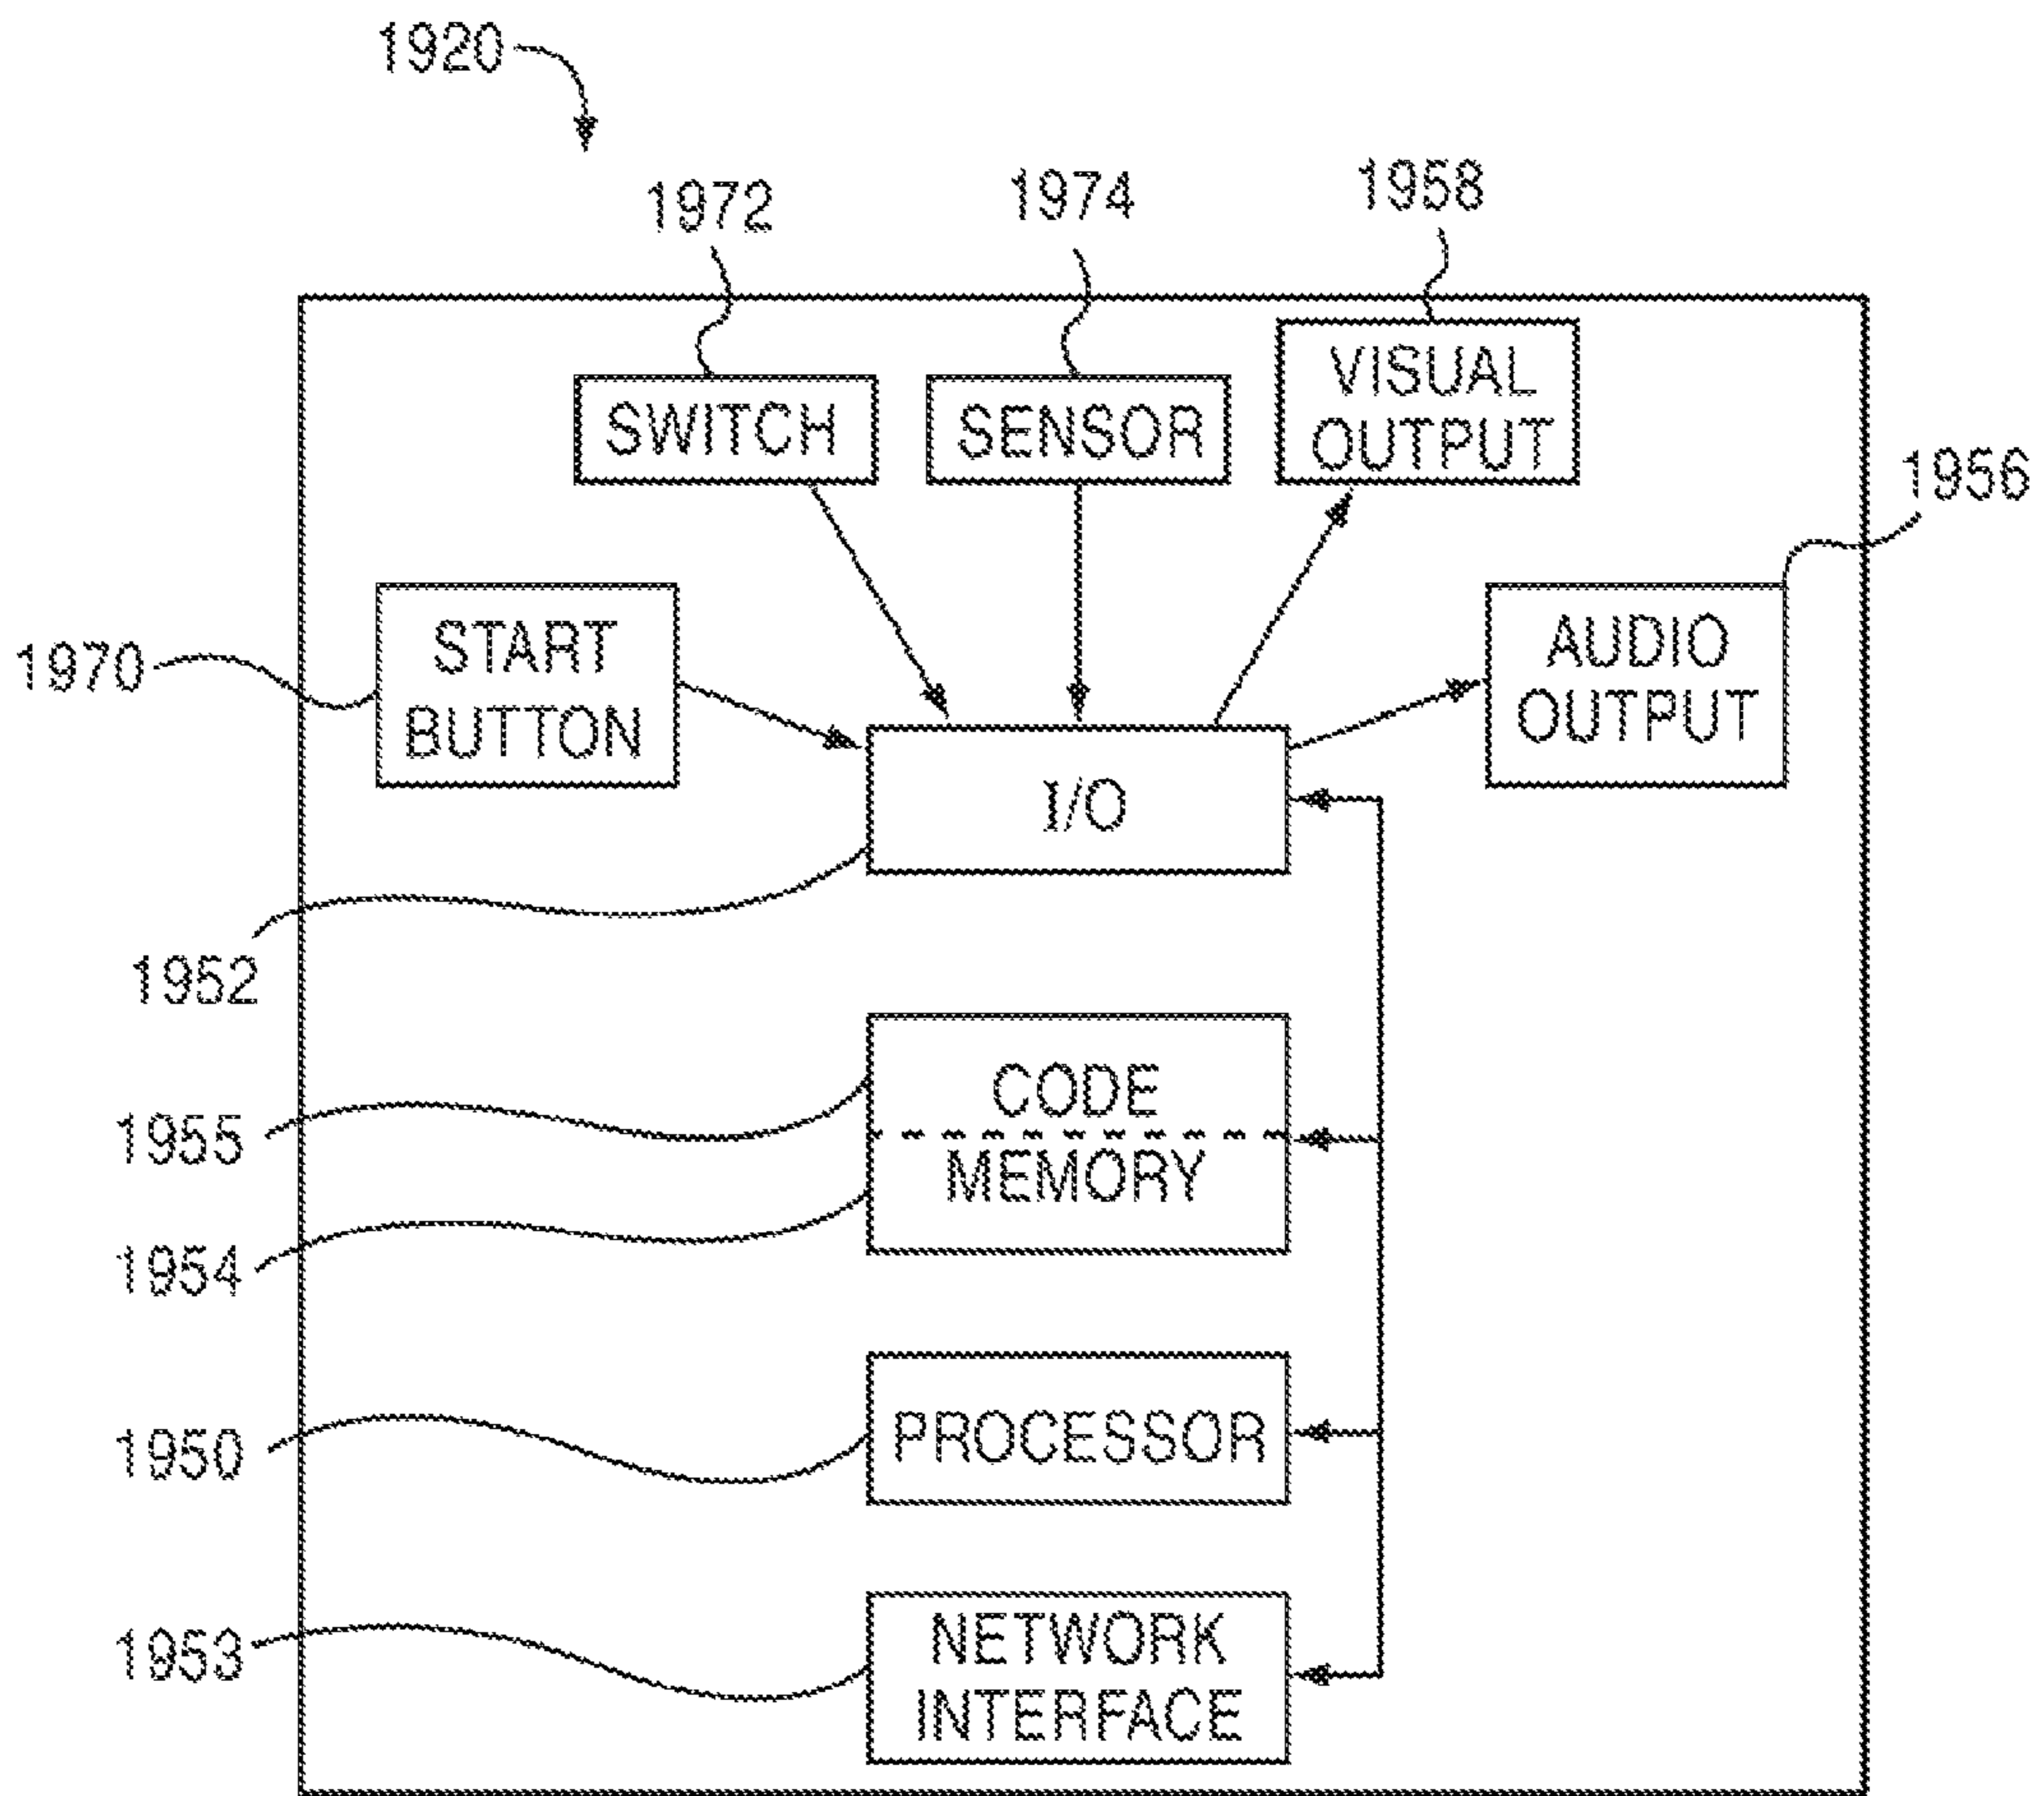 1920
1972
1974
1958
SWITCH
SENSOR
VISUAL
OUTPUT
1956
1970
START
BUTTON
AUDIO
OUTPUT
I/O
1952
CODE
1955
MEMORY
1954
PROCESSOR
1950
NETWORK
INTERFACE
1953